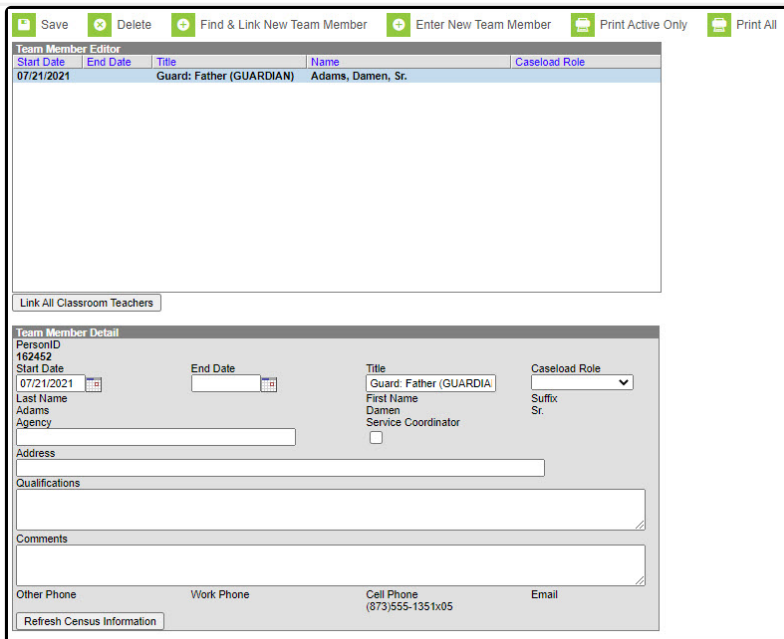 Save Delete Find & Link New Team Member Enter New Team Member Print Active Only Print All
Team Member Editor
Start Date End Date Title Name Caseload Role
07/21/2021 Guard: Father (GUARDIAN) Adams, Damen, Sr.
Link All Classroom Teachers
Team Member Detail
PersonID
162452
Start Date End Date Title Caseload Role
07/21/2021 Guard: Father (GUARDIA
Last Name First Name Suffix
Adams Damen Sr.
Agency Service Coordinator
Address
Qualifications
Comments
Other Phone Work Phone Cell Phone Email
(873)555-1351x05
Refresh Census Information